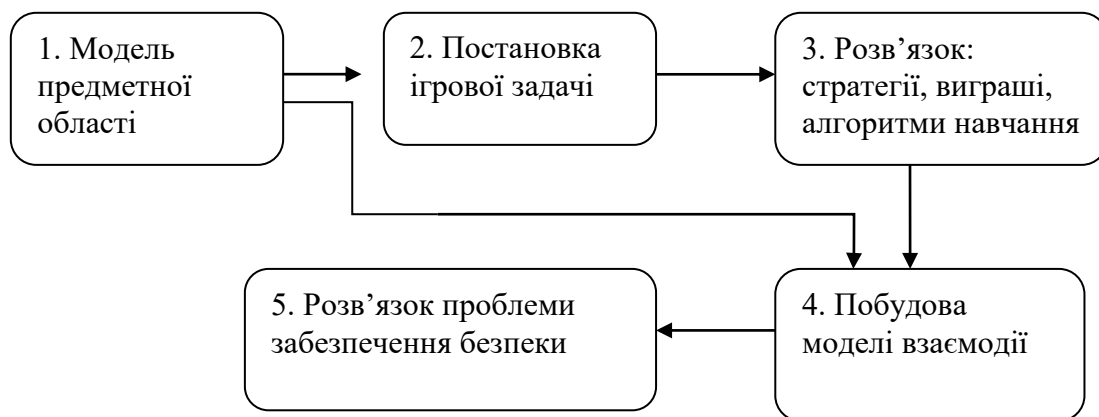 1. Модель
предметної
області
2. Постановка
ігрової задачі
3. Розв’язок:
стратегії, виграші,
алгоритми навчання
4. Побудова
моделі взаємодії
5. Розв’язок проблеми
забезпечення безпеки